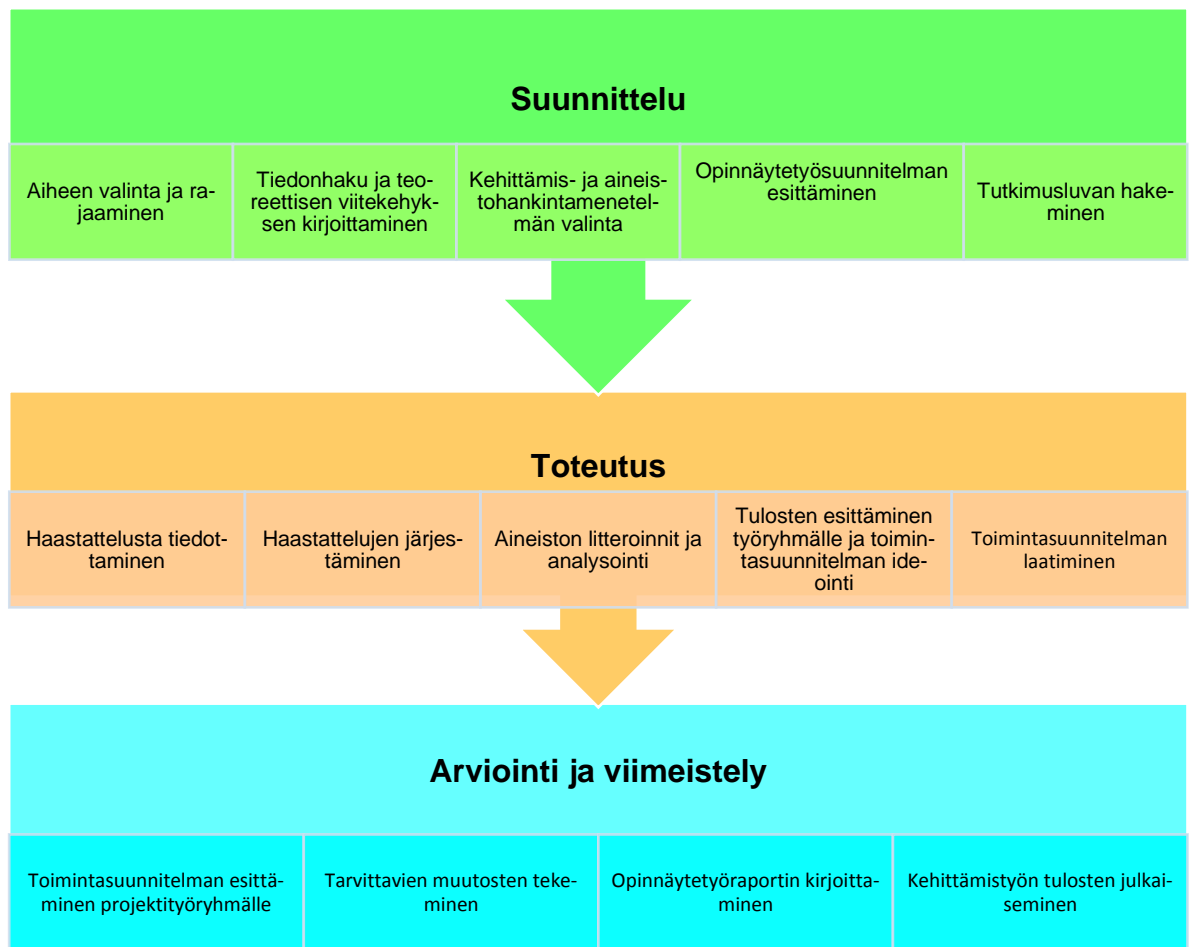 Suunnittelu
Aiheen valinta ja ra-
jaaminen
Tiedonhaku ja teo-
reettisen viitekehyk-
sen kirjoittaminen
Kehittämis- ja aineis-
tohankintamenetel-
män valinta
Opinnäytetyösuunnitelman
esittäminen
Tutkimusluvan hake-
minen
Toteutus
Haastattelusta tiedot-
taminen
Haastattelujen järjes-
täminen
Aineiston litteroinnit ja
analysointi
Tulosten esittäminen
työryhmälle ja toimin-
tasuunnitelman ide-
ointi
Toimintasuunnitelman
laatiminen
Arviointi ja viimeistely
Toimintasuunnitelman esittä-
minen projektityöryhmälle
Tarvittavien muutosten teke-
minen
Opinnäytetyöraportin kirjoitta-
minen
Kehittämistyön tulosten julkai-
seminen